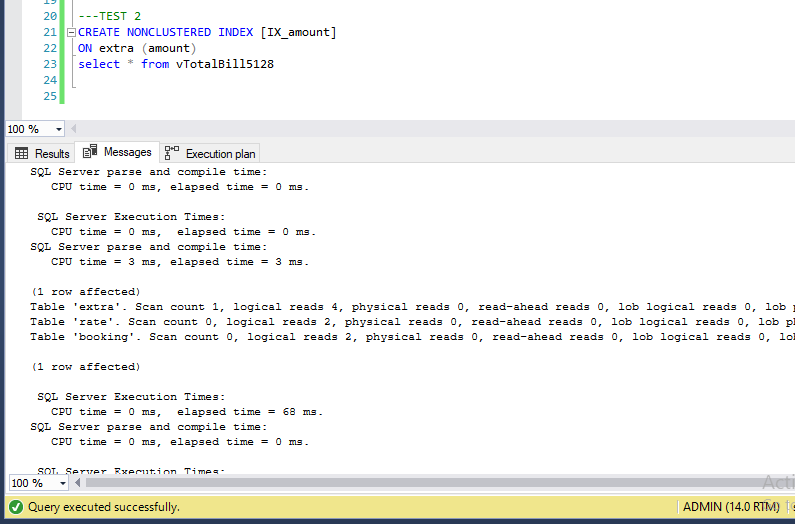 19
20 ---TEST 2
21 CREATE NONCLUSTERED INDEX [IX_amount]
22 ON extra (amount)
23 select * from vTotalBill5128
24
25
100 %
Results Messages Execution plan
SQL Server parse and compile time:
CPU time = 0 ms, elapsed time = 0 ms.
SQL Server Execution Times:
CPU time = 0 ms,  elapsed time = 0 ms.
SQL Server parse and compile time:
CPU time = 3 ms, elapsed time = 3 ms.
(1 row affected)
Table 'extra'. Scan count 1, logical reads 4, physical reads 0, read-ahead reads 0, lob logical reads 0, lob
Table 'rate'. Scan count 0, logical reads 2, physical reads 0, read-ahead reads 0, lob logical reads 0, lob
Table 'booking'. Scan count 0, logical reads 2, physical reads 0, read-ahead reads 0, lob logical reads 0,
(1 row affected)
SQL Server Execution Times:
CPU time = 0 ms,  elapsed time = 68 ms.
SQL Server parse and compile time:
CPU time = 0 ms, elapsed time = 0 ms.
SQL Server Execution Times:
100 %
Query executed successfully. ADMIN (14.0 RTM)